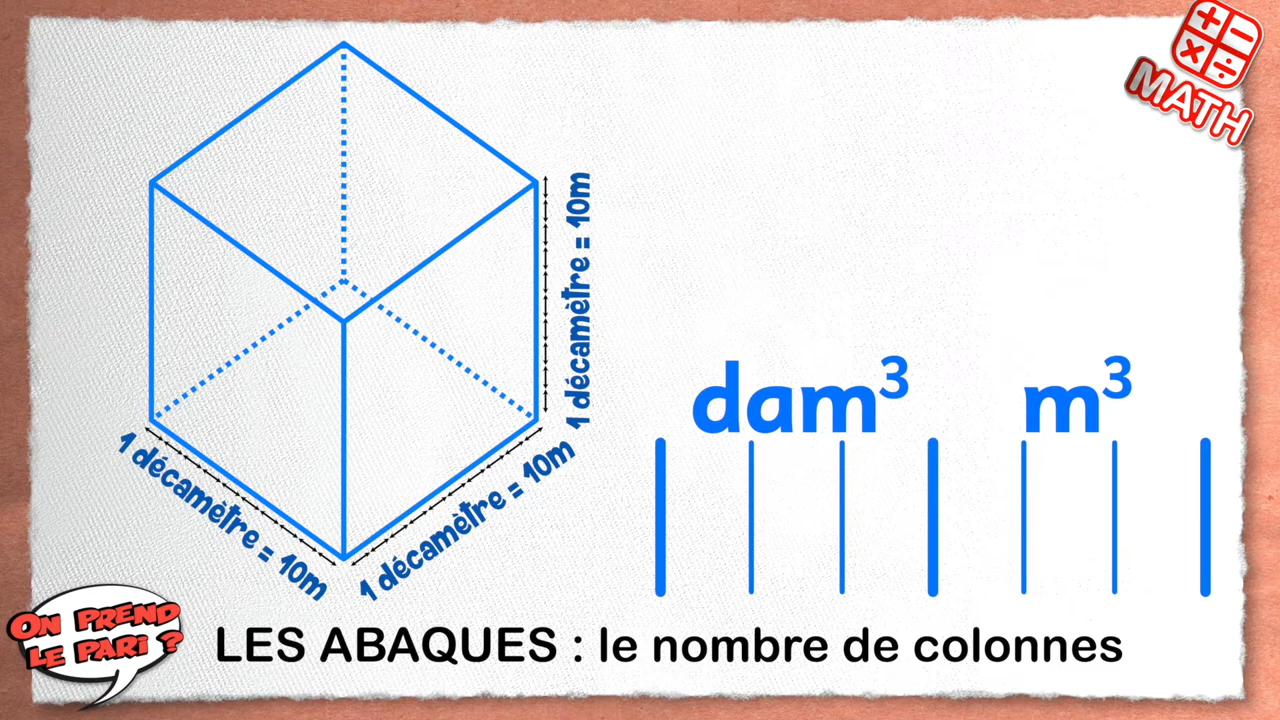 + −
× ÷
MATH
1 décamètre = 10m
1 décamètre = 10m
1 décamètre = 10m
dam³ m³
ON PREND
LE PARI ?
LES ABAQUES : le nombre de colonnes